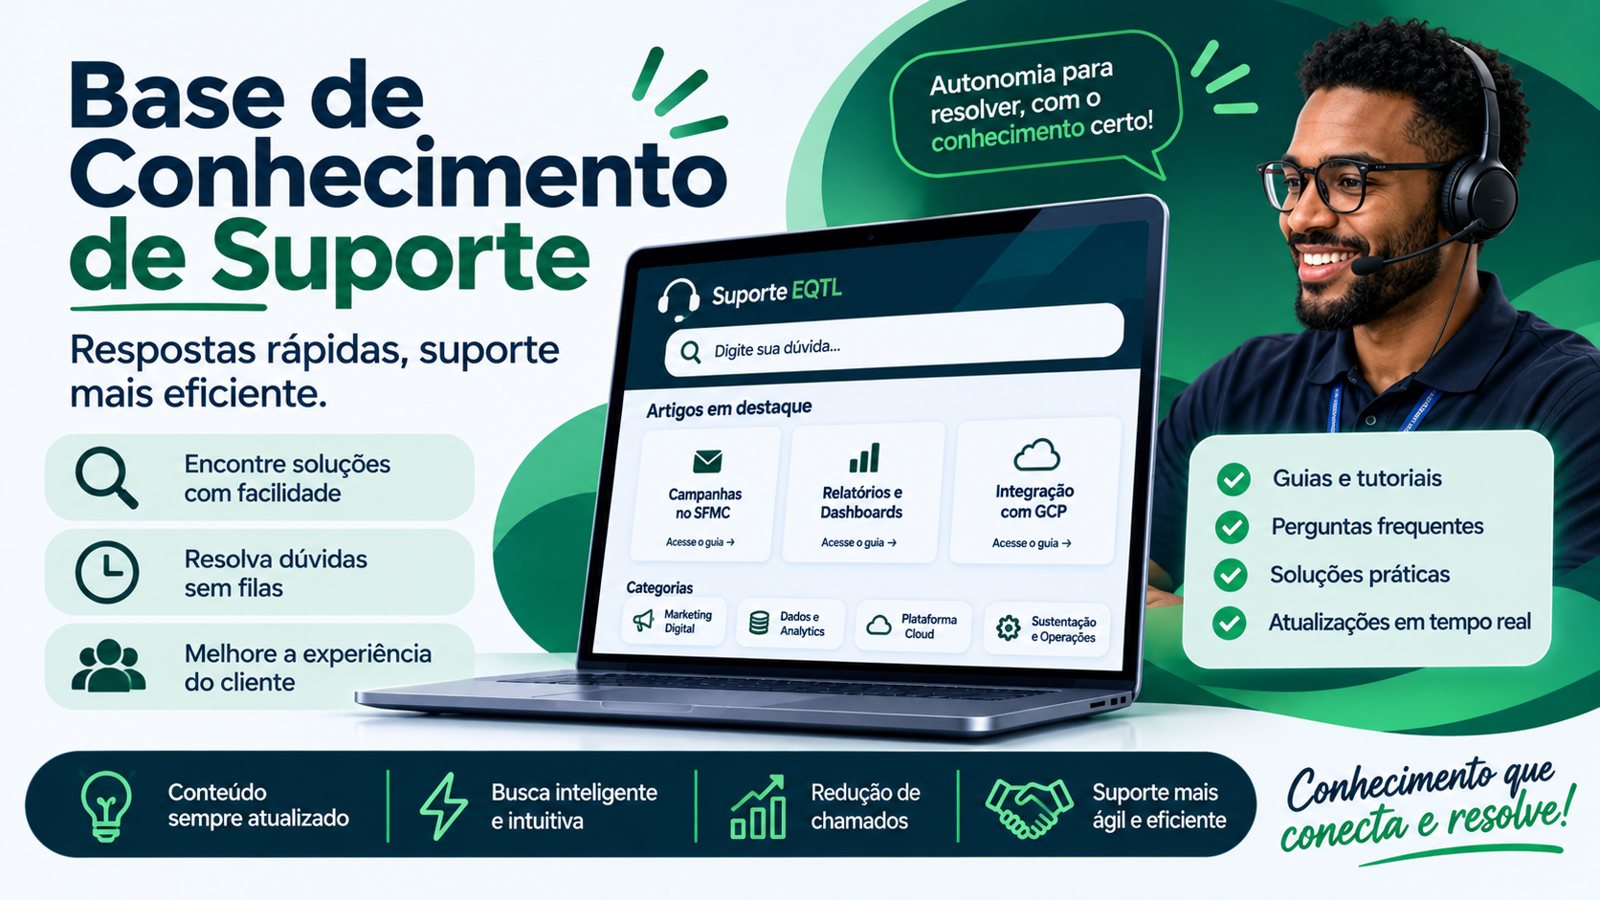 Base de
Conhecimento
de Suporte
Respostas rápidas, suporte
mais eficiente.
Encontre soluções
com facilidade
Resolva dúvidas
sem filas
Melhore a experiência
do cliente
Autonomia para
resolver, com o
conhecimento certo!
Suporte EQTL
Digite sua dúvida...
Artigos em destaque
Campanhas
no SFMC
Acesse o guia →
Relatórios e
Dashboards
Acesse o guia →
Integração
com GCP
Acesse o guia →
Categorias
Marketing
Digital
Dados e
Analytics
Plataforma
Cloud
Sustentação
e Operações
Guias e tutoriais
Perguntas frequentes
Soluções práticas
Atualizações em tempo real
Conteúdo
sempre atualizado
Busca inteligente
e intuitiva
Redução de
chamados
Suporte mais
ágil e eficiente
Conhecimento que
conecta e resolve!